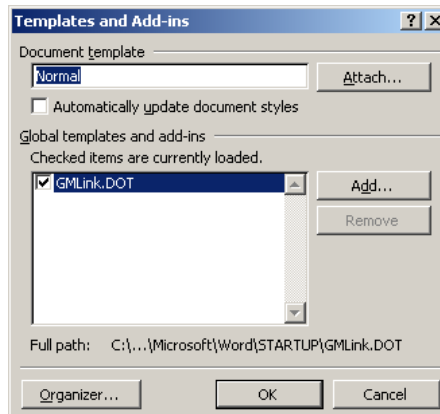 Templates and Add-ins
Document template
Normal
Attach...
Automatically update document styles
Global templates and add-ins
Checked items are currently loaded.
GMLink.DOT
Add...
Remove
Full path: C:\...\Microsoft\Word\STARTUP\GMLink.DOT
Organizer...
OK
Cancel